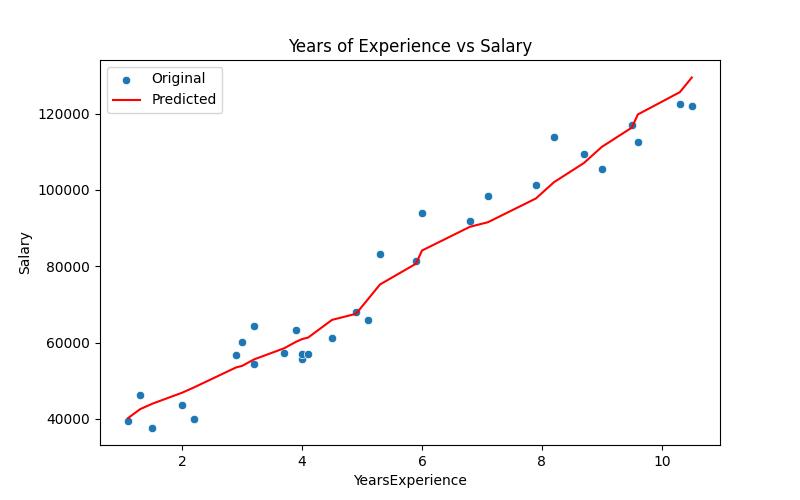 Years of Experience vs Salary
Original
Predicted
120000
100000
80000
60000
40000
Salary
2
4
6
8
10
YearsExperience